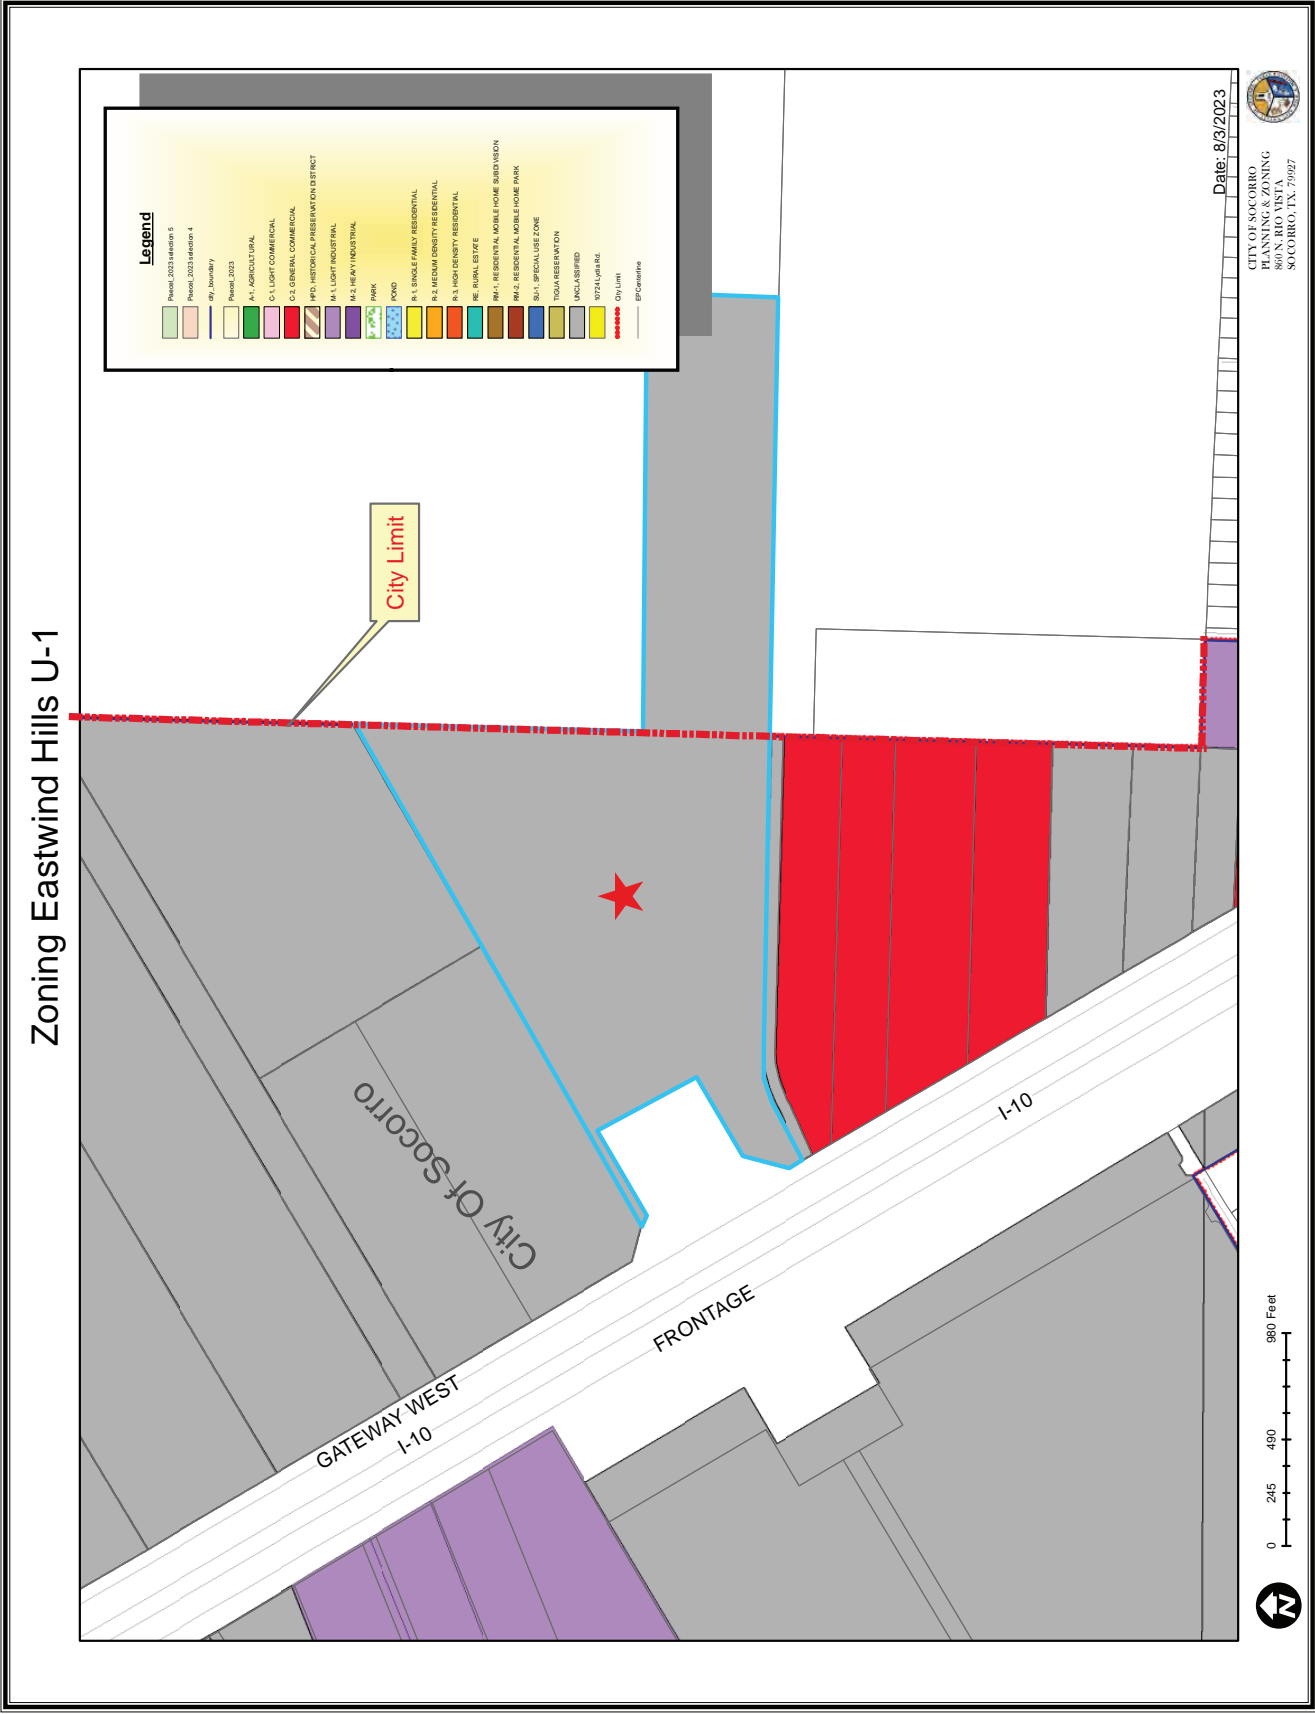 Zoning Eastwind Hills U-1
Legend
Paecel_2023 selection 5
Paecel_2023 selection 4
city_boundary
Paecel_2023
A-1, AGRICULTURAL
C-1, LIGHT COMMERCIAL
C-2, GENERAL COMMERCIAL
HPD, HISTORICAL PRESERVATION DISTRICT
M-1, LIGHT INDUSTRIAL
M-2, HEAVY INDUSTRIAL
PARK
POND
R-1, SINGLE FAMILY RESIDENTIAL
R-2, MEDIUM DENSITY RESIDENTIAL
R-3, HIGH DENSITY RESIDENTIAL
RE, RURAL ESTATE
RM-1, RESIDENTIAL MOBILE HOME SUBDIVISION
RM-2, RESIDENTIAL MOBILE HOME PARK
SU-1, SPECIAL USE ZONE
TIGUA RESERVATION
UNCLASSIFIED
10724 Lydia Rd.
City Limit
EPCenterline
City Limit
City Of Socorro
GATEWAY WEST
I-10
FRONTAGE
I-10
Date: 8/3/2023
0 245 490 980 Feet
N
CITY OF SOCORRO
PLANNING & ZONING
860 N. RIO VISTA
SOCORRO, TX. 79927